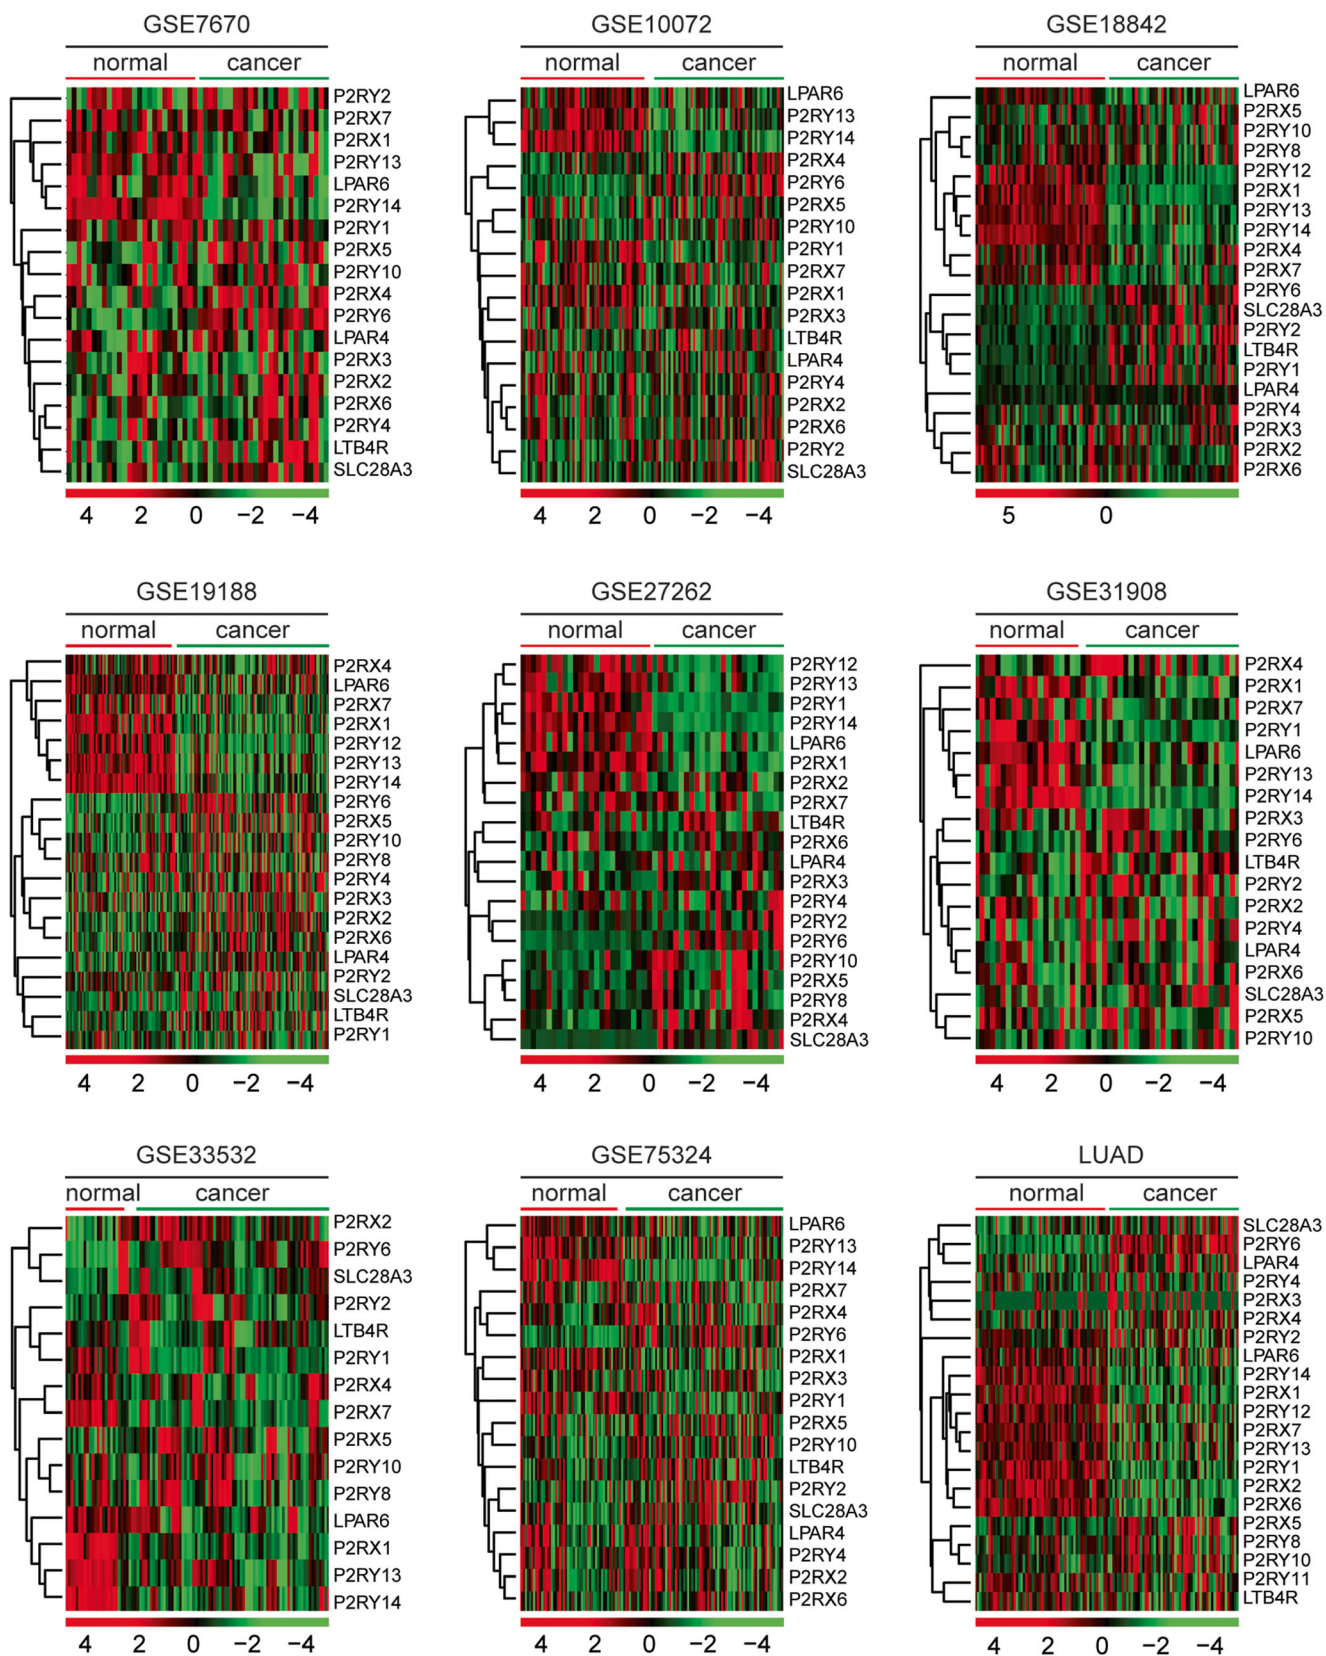 GSE7670
normal cancer
P2RY2
P2RX7
P2RX1
P2RY13
LPAR6
P2RY14
P2RY1
P2RX5
P2RY10
P2RX4
P2RY6
LPAR4
P2RX3
P2RX2
P2RX6
P2RY4
LTB4R
SLC28A3
4 2 0 −2 −4
GSE10072
normal cancer
LPAR6
P2RY13
P2RY14
P2RX4
P2RY6
P2RX5
P2RY10
P2RY1
P2RX7
P2RX1
P2RX3
LTB4R
LPAR4
P2RY4
P2RX2
P2RX6
P2RY2
SLC28A3
4 2 0 −2 −4
GSE18842
normal cancer
LPAR6
P2RX5
P2RY10
P2RY8
P2RY12
P2RX1
P2RY13
P2RY14
P2RX4
P2RX7
P2RY6
SLC28A3
P2RY2
LTB4R
P2RY1
LPAR4
P2RY4
P2RX3
P2RX2
P2RX6
5 0
GSE19188
normal cancer
P2RX4
LPAR6
P2RX7
P2RX1
P2RY12
P2RY13
P2RY14
P2RY6
P2RX5
P2RY10
P2RY8
P2RY4
P2RX3
P2RX2
P2RX6
LPAR4
P2RY2
SLC28A3
LTB4R
P2RY1
4 2 0 −2 −4
GSE27262
normal cancer
P2RY12
P2RY13
P2RY1
P2RY14
LPAR6
P2RX1
P2RX2
P2RX7
LTB4R
P2RX6
LPAR4
P2RX3
P2RY4
P2RY2
P2RY6
P2RY10
P2RX5
P2RY8
P2RX4
SLC28A3
4 2 0 −2 −4
GSE31908
normal cancer
P2RX4
P2RX1
P2RX7
P2RY1
LPAR6
P2RY13
P2RY14
P2RX3
P2RY6
LTB4R
P2RY2
P2RX2
P2RY4
LPAR4
P2RX6
SLC28A3
P2RX5
P2RY10
4 2 0 −2 −4
GSE33532
normal cancer
P2RX2
P2RY6
SLC28A3
P2RY2
LTB4R
P2RY1
P2RX4
P2RX7
P2RX5
P2RY10
P2RY8
LPAR6
P2RX1
P2RY13
P2RY14
4 2 0 −2 −4
GSE75324
normal cancer
LPAR6
P2RY13
P2RY14
P2RX7
P2RX4
P2RY6
P2RX1
P2RX3
P2RY1
P2RX5
P2RY10
LTB4R
P2RY2
SLC28A3
LPAR4
P2RY4
P2RX2
P2RX6
4 2 0 −2 −4
LUAD
normal cancer
SLC28A3
P2RY6
LPAR4
P2RY4
P2RX3
P2RX4
P2RY2
LPAR6
P2RY14
P2RX1
P2RY12
P2RX7
P2RY13
P2RY1
P2RX2
P2RX6
P2RX5
P2RY8
P2RY10
P2RY11
LTB4R
4 2 0 −2 −4